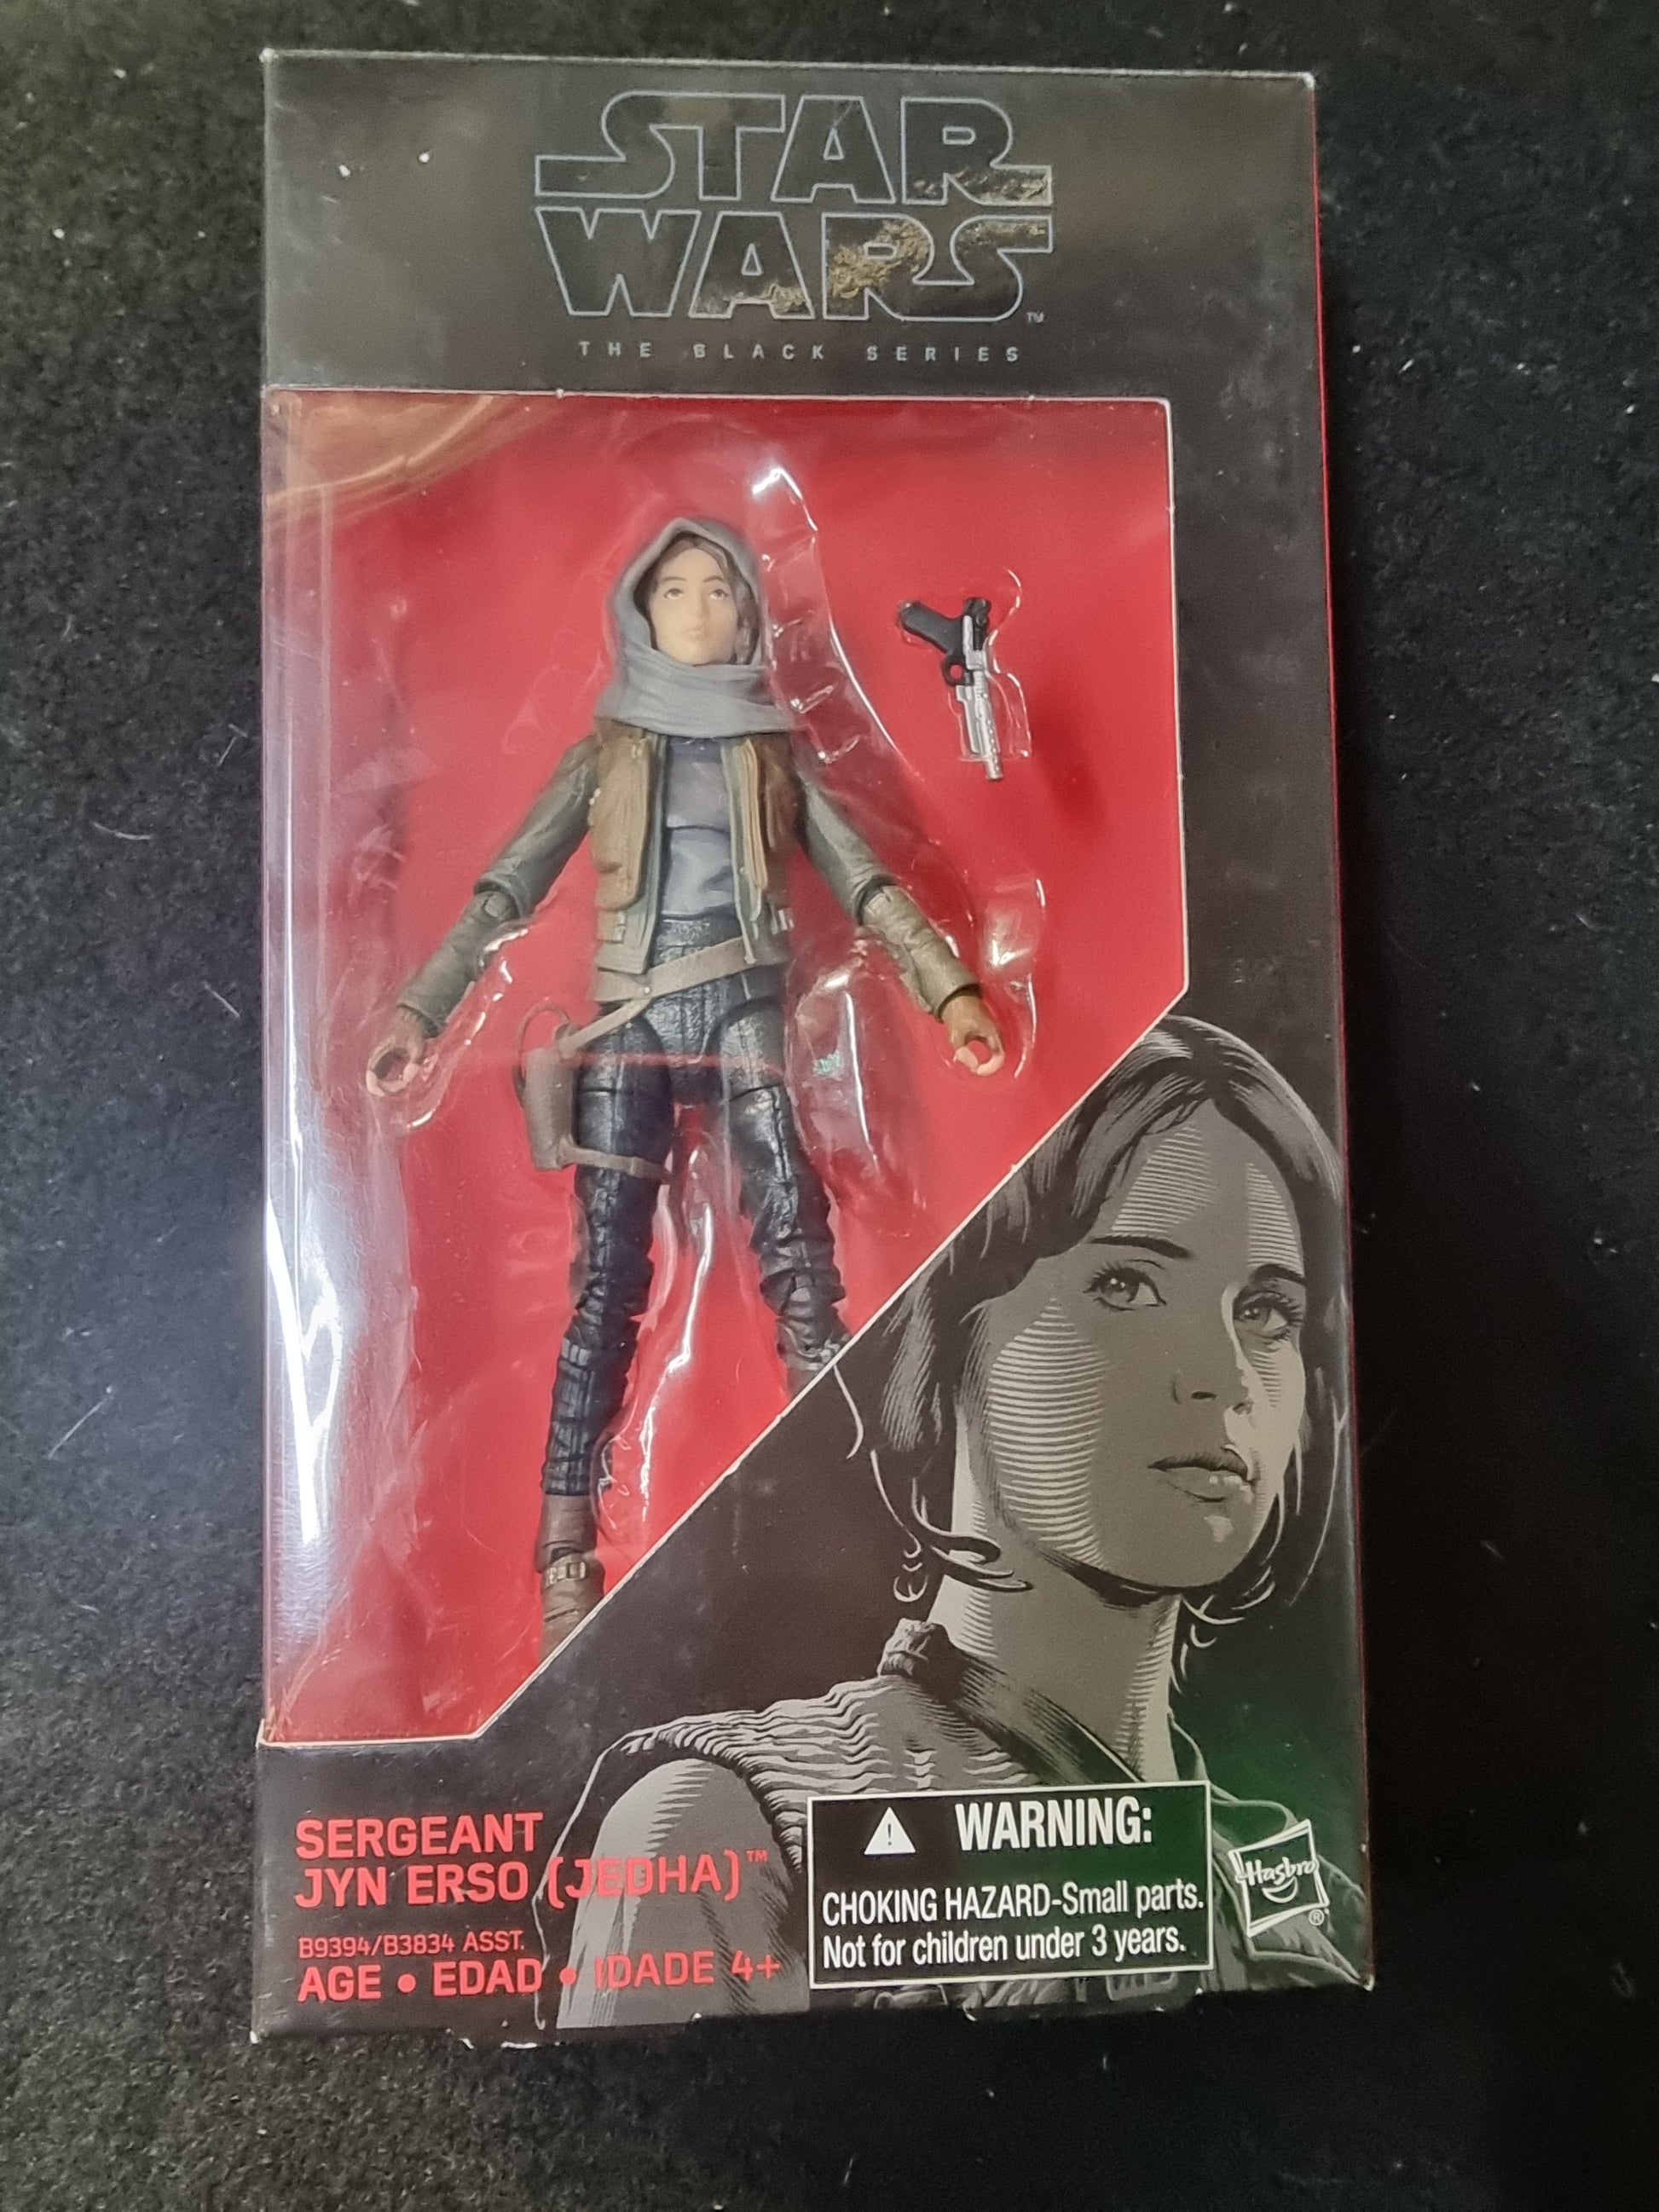 STAR
WARS™
THE BLACK SERIES
SERGEANT
JYN ERSO (JEDHA)™
B9394/B3834 ASST.
AGE • EDAD • IDADE 4+
WARNING:
CHOKING HAZARD-Small parts.
Not for children under 3 years.
Hasbro®